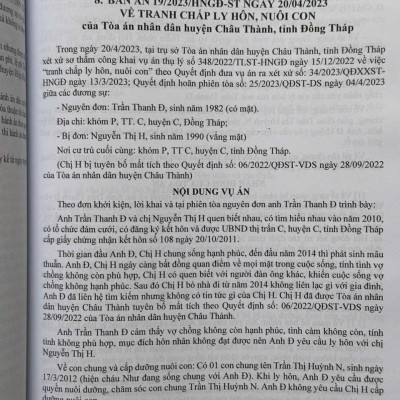 8. BẢN ÁN 19/2023/HNGĐ-ST NGÀY 20/04/2023
VỀ TRANH CHẤP LY HÔN, NUÔI CON
của Tòa án nhân dân huyện Châu Thành, tỉnh Đồng Tháp
Trong ngày 20/4/2023, tại trụ sở Tòa án nhân dân huyện Châu Thành, tỉnh Đồng Tháp
xét xử sơ thẩm công khai vụ án thụ lý số 348/2022/TLST-HNGĐ ngày 15/12/2022 về việc
"tranh chấp ly hôn, nuôi con" theo Quyết định đưa vụ án ra xét xử số: 34/2023/QĐXXST-
HNGĐ ngày 13/3/2023; Quyết định hoãn phiên tòa số: 25/2023/QĐST-DS ngày 04/4/2023
giữa các đương sự:
- Nguyên đơn: Trần Thanh Đ, sinh năm 1982 (có mặt).
Địa chỉ: khóm P, TT. C, huyện C, Đồng Tháp;
- Bị đơn: Nguyễn Thị H, sinh năm 1990 (vắng mặt)
Nơi cư trú cuối cùng: khóm P, TT C, huyện C, tỉnh Đồng Tháp.
(Chị H bị tuyên bố mất tích theo Quyết định số: 06/2022/QĐST-VDS ngày 28/09/2022
của Tòa án nhân dân huyện Châu Thành)
NỘI DUNG VỤ ÁN
Theo đơn khởi kiện, lời khai và tại phiên tòa nguyên đơn anh Trần Thanh Đ trình bày:
Anh Trần Thanh Đ và chị Nguyễn Thị H quen biết nhau, có tìm hiểu nhau vào năm 2010,
có tổ chức đám cưới, có đăng ký kết hôn và được UBND thị trấn C, huyện C, tỉnh Đồng Tháp
cấp giấy chứng nhận kết hôn số 108 ngày 20/10/2011.
Thời gian đầu Anh Đ, Chị H chung sống hạnh phúc, đến đầu năm 2014 thì phát sinh mâu
thuẫn. Anh Đ, Chị H ngày càng bất đồng quan điểm về mọi mặt trong cuộc sống, tính tình vợ
chồng không còn phù hợp, Chị H có quan biết với người đàn ông khác, khiến cuộc sống vợ
chồng không hạnh phúc. Sau đó Chị H bỏ nhà đi từ năm 2014 không liên lạc gì với gia đình,
Anh Đ đã liên hệ tìm kiếm nhưng không có tin tức gì của Chị H. Chị H đã được Tòa án nhân
dân huyện Châu Thành tuyên bố mất tích theo Quyết định số: 06/2022/QĐST-VDS ngày
28/09/2022 của Tòa án nhân dân huyện Châu Thành.
Anh Trần Thanh Đ cảm thấy vợ chồng không còn hạnh phúc, tình cảm không còn, tính
tình không phù hợp, mục đích hôn nhân không đạt được nên Anh Đ yêu cầu ly hôn với chị
Nguyễn Thị H.
Về con chung và cấp dưỡng nuôi con: Có 01 con chung tên Trần Thị Huỳnh N, sinh ngày
17/3/2012 (hiện cháu Như đang sống chung với Anh Đ). Khi ly hôn, Anh Đ yêu cầu được
quyền nuôi dưỡng, chăm sóc con chung Trần Thị Huỳnh N. Anh Đ không yêu cầu Chị H cấp
dưỡng nuôi con.